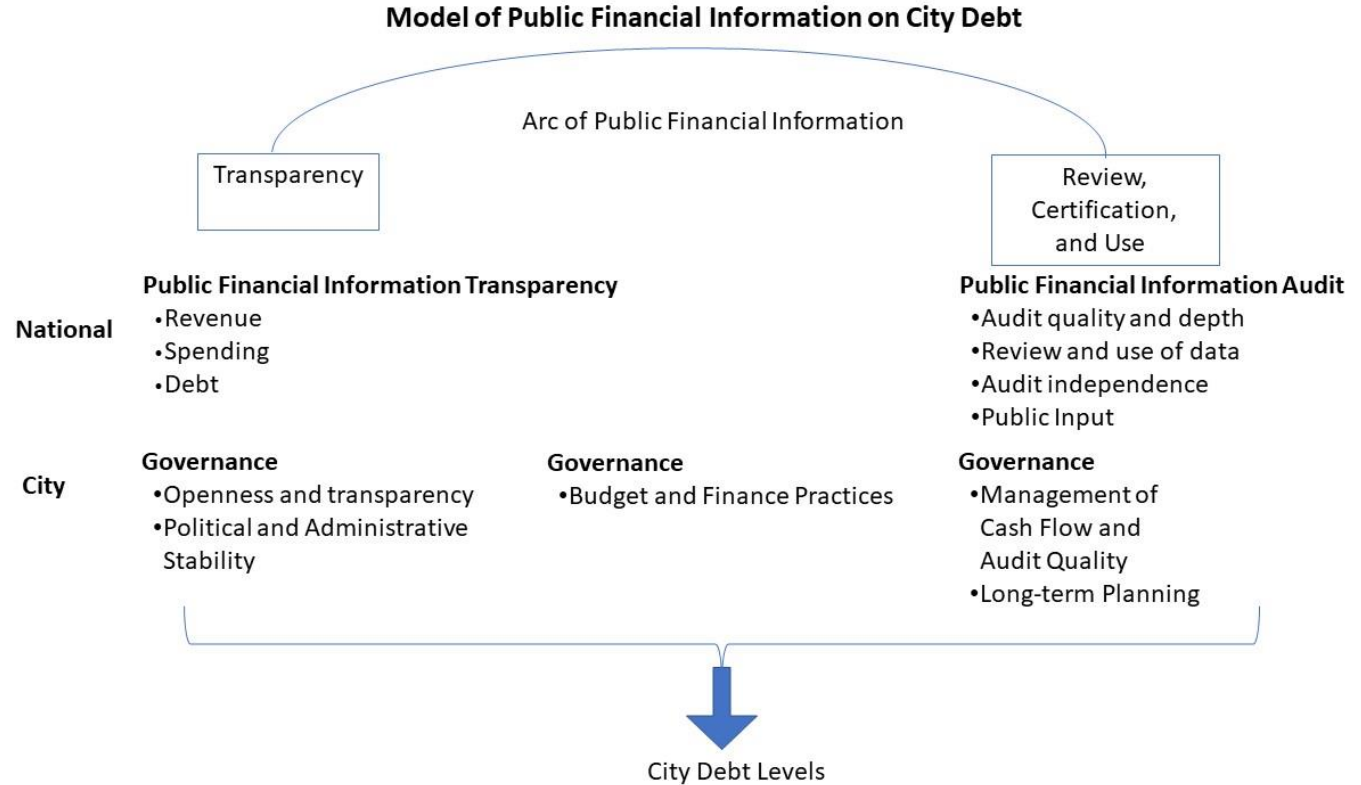 Model of Public Financial Information on City Debt
Arc of Public Financial Information
Transparency
Review,
Certification,
and Use
National
Public Financial Information Transparency
•Revenue
•Spending
•Debt
Public Financial Information Audit
•Audit quality and depth
•Review and use of data
•Audit independence
•Public Input
City
Governance
•Openness and transparency
•Political and Administrative
Stability
Governance
•Budget and Finance Practices
Governance
•Management of
Cash Flow and
Audit Quality
•Long-term Planning
City Debt Levels